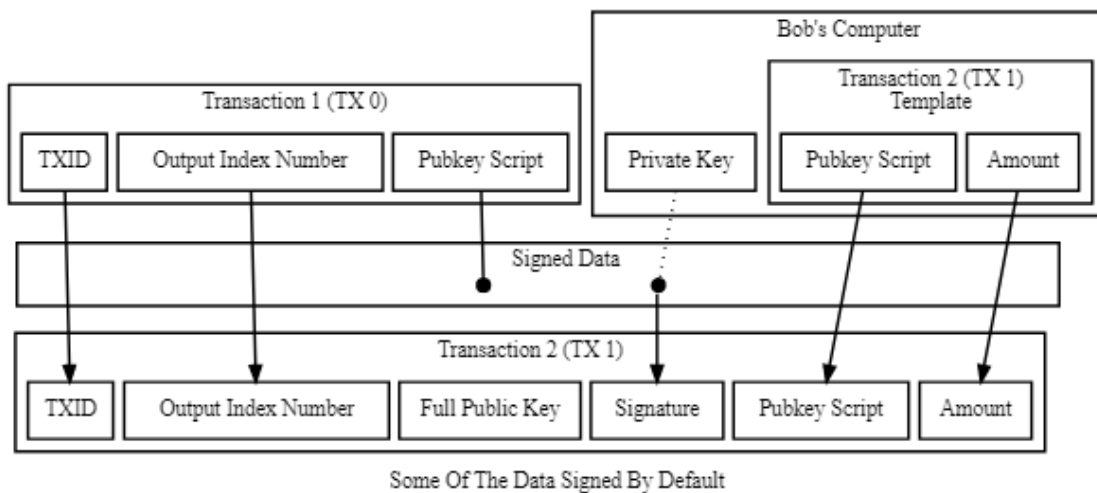 Bob's Computer
Transaction 1 (TX 0)
Transaction 2 (TX 1)
Template
TXID
Output Index Number
Pubkey Script
Private Key
Pubkey Script
Amount
Signed Data
Transaction 2 (TX 1)
TXID
Output Index Number
Full Public Key
Signature
Pubkey Script
Amount
Some Of The Data Signed By Default